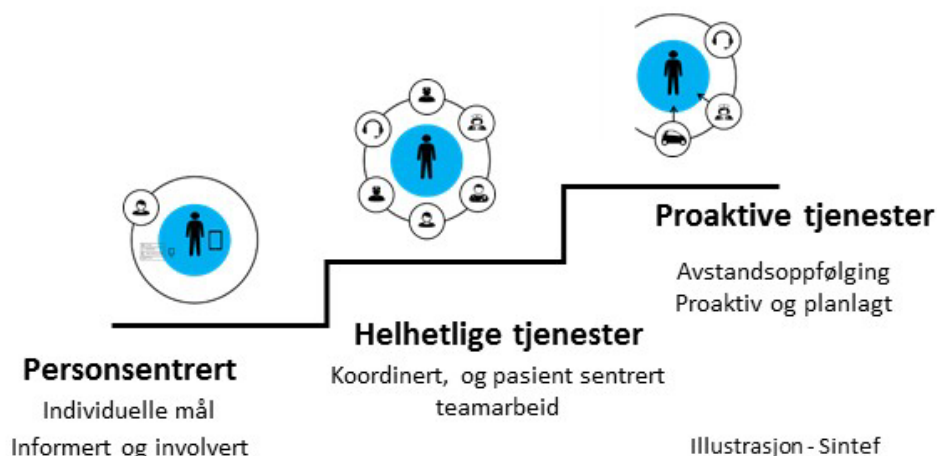 Personsentrert
Individuelle mål
Informert og involvert
Helhetlige tjenester
Koordinert, og pasient sentrert
teamarbeid
Proaktive tjenester
Avstandsoppfølging
Proaktiv og planlagt
Illustrasjon - Sintef